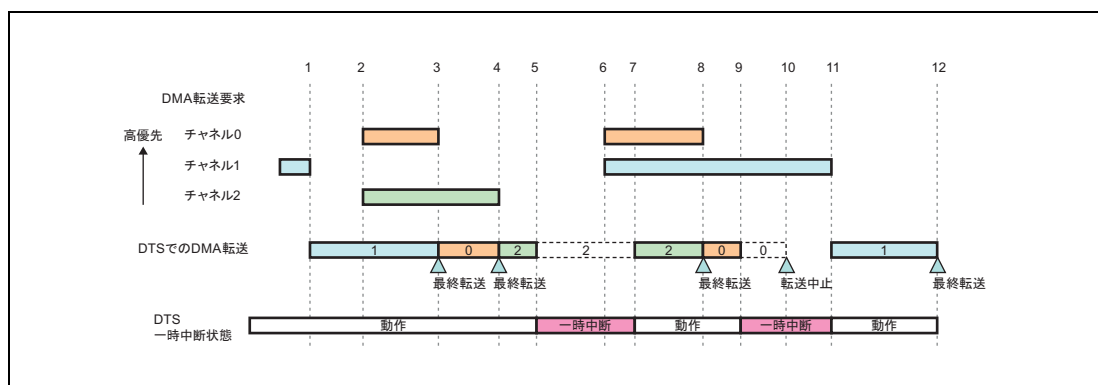 1 2 3 4 5 6 7 8 9 10 11 12
DMA転送要求
高優先
チャネル0
チャネル1
チャネル2
DTSでのDMA転送
1 0 2 2 2 0 0 1
最終転送 最終転送 最終転送 転送中止 最終転送
DTS
一時中断状態
動作 一時中断 動作 一時中断 動作